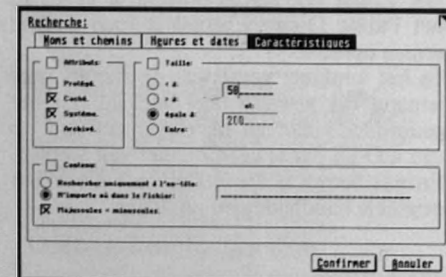 Recherche:
Noms et chemins Heures et dates Caractéristiques
Attributs: Taille:
Protégé. < à: 50
Caché. > à: et:
Système. égale à: 200
Archivé. Entre:
Contenu:
Rechercher uniquement à l'en-tête:
N'importe où dans le fichier:
Majuscules = minuscules.
Confirmer Annuler